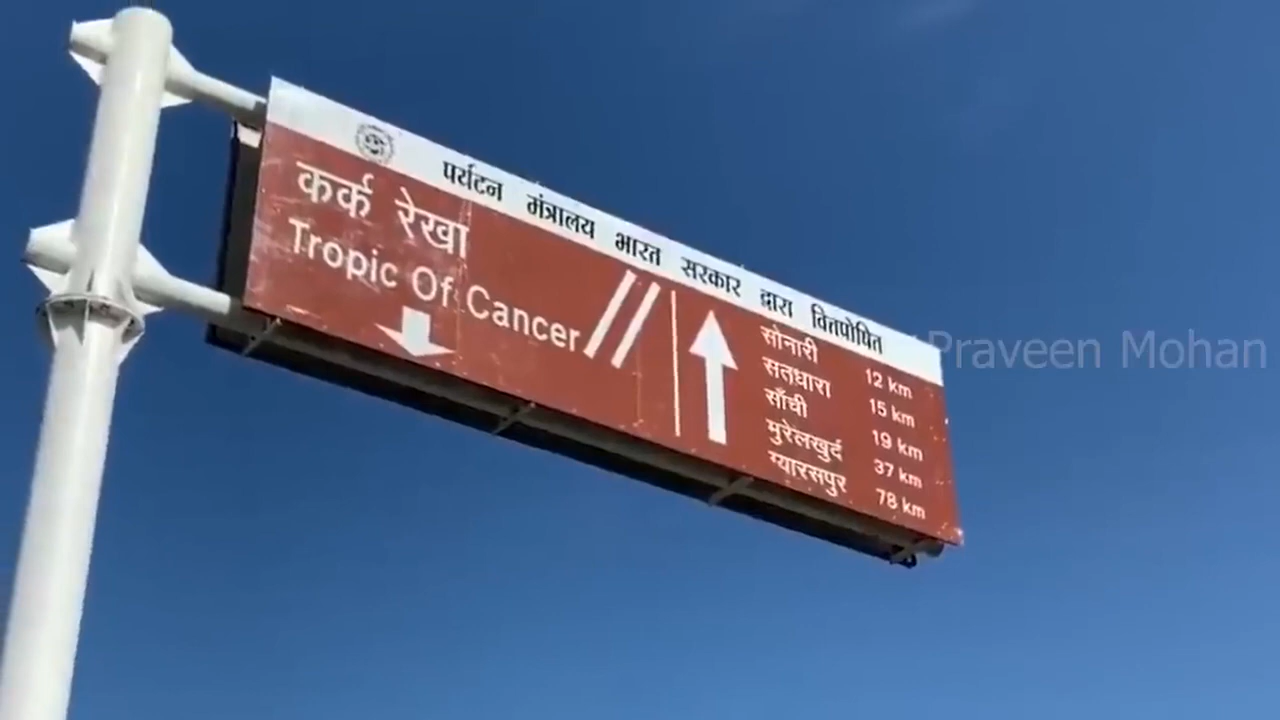 पर्यटन मंत्रालय भारत सरकार द्वारा वित्तपोषित
कर्क रेखा
Tropic Of Cancer
सोनारी 12 km
सतधारा 15 km
साँची 19 km
मुरेलखुर्द 37 km
ग्यारसपुर 78 km
Praveen Mohan